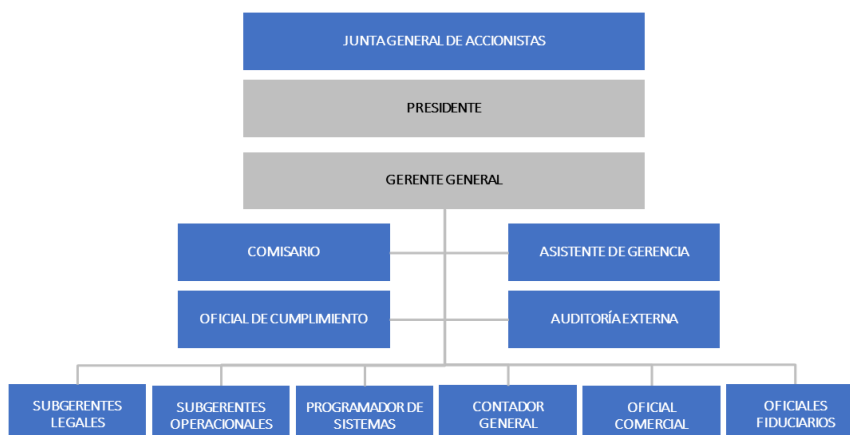 JUNTA GENERAL DE ACCIONISTAS
PRESIDENTE
GERENTE GENERAL
COMISARIO
ASISTENTE DE GERENCIA
OFICIAL DE CUMPLIMIENTO
AUDITORÍA EXTERNA
SUBGERENTES
LEGALES
SUBGERENTES
OPERACIONALES
PROGRAMADOR DE
SISTEMAS
CONTADOR
GENERAL
OFICIAL
COMERCIAL
OFICIALES
FIDUCIARIOS